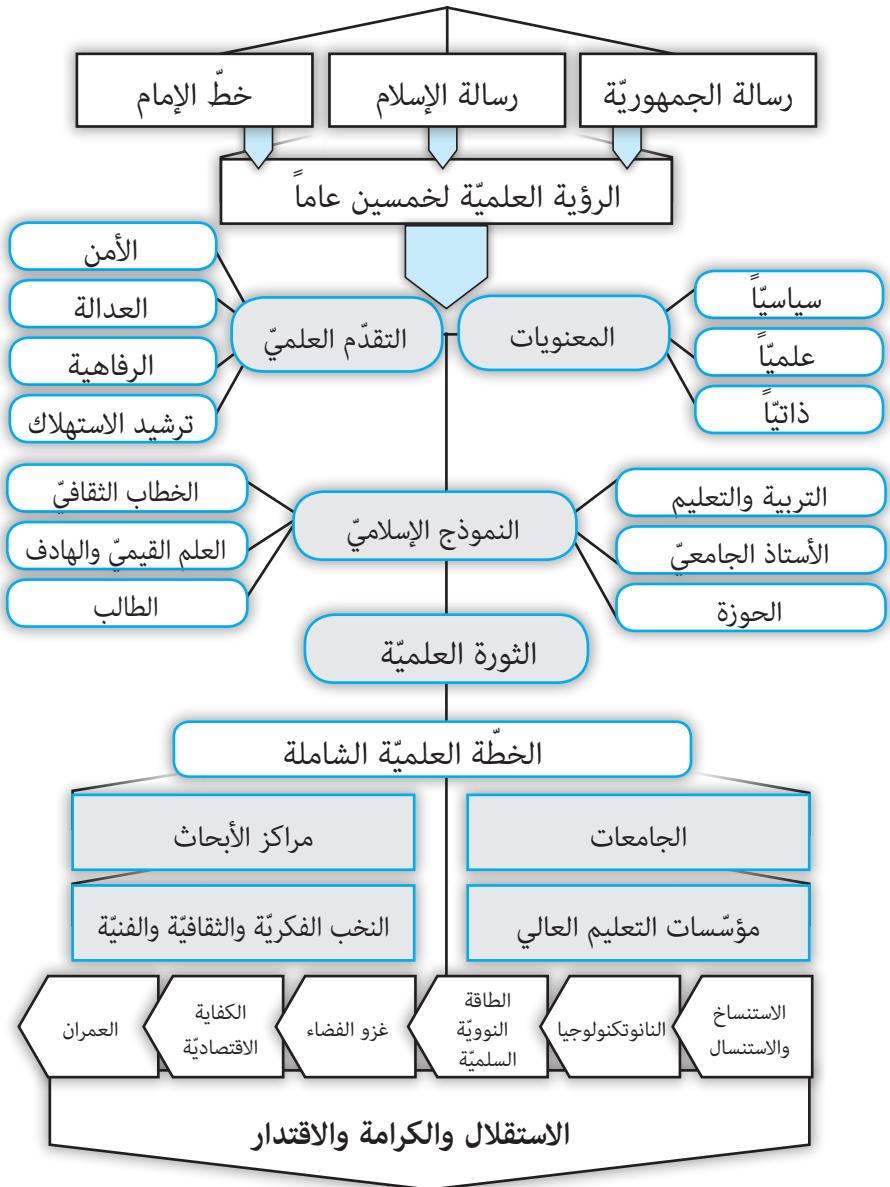 رسالة الجمهوريّة
رسالة الإسلام
خطّ الإمام
الرؤية العلميّة لخمسين عاماً
سياسيّاً
علميّاً
ذاتيّاً
المعنويات
التقدّم العلميّ
الأمن
العدالة
الرفاهية
ترشيد الاستهلاك
التربية والتعليم
الأستاذ الجامعيّ
الحوزة
النموذج الإسلاميّ
الخطاب الثقافيّ
العلم القيميّ والهادف
الطالب
الثورة العلميّة
الخطّة العلميّة الشاملة
الجامعات
مراكز الأبحاث
مؤسّسات التعليم العالي
النخب الفكريّة والثقافيّة والفنيّة
الاستنساخ
والاستنسال
النانوتكنولوجيا
الطاقة
النوويّة
السلميّة
غزو الفضاء
الكفاية
الاقتصاديّة
العمران
الاستقلال والكرامة والاقتدار